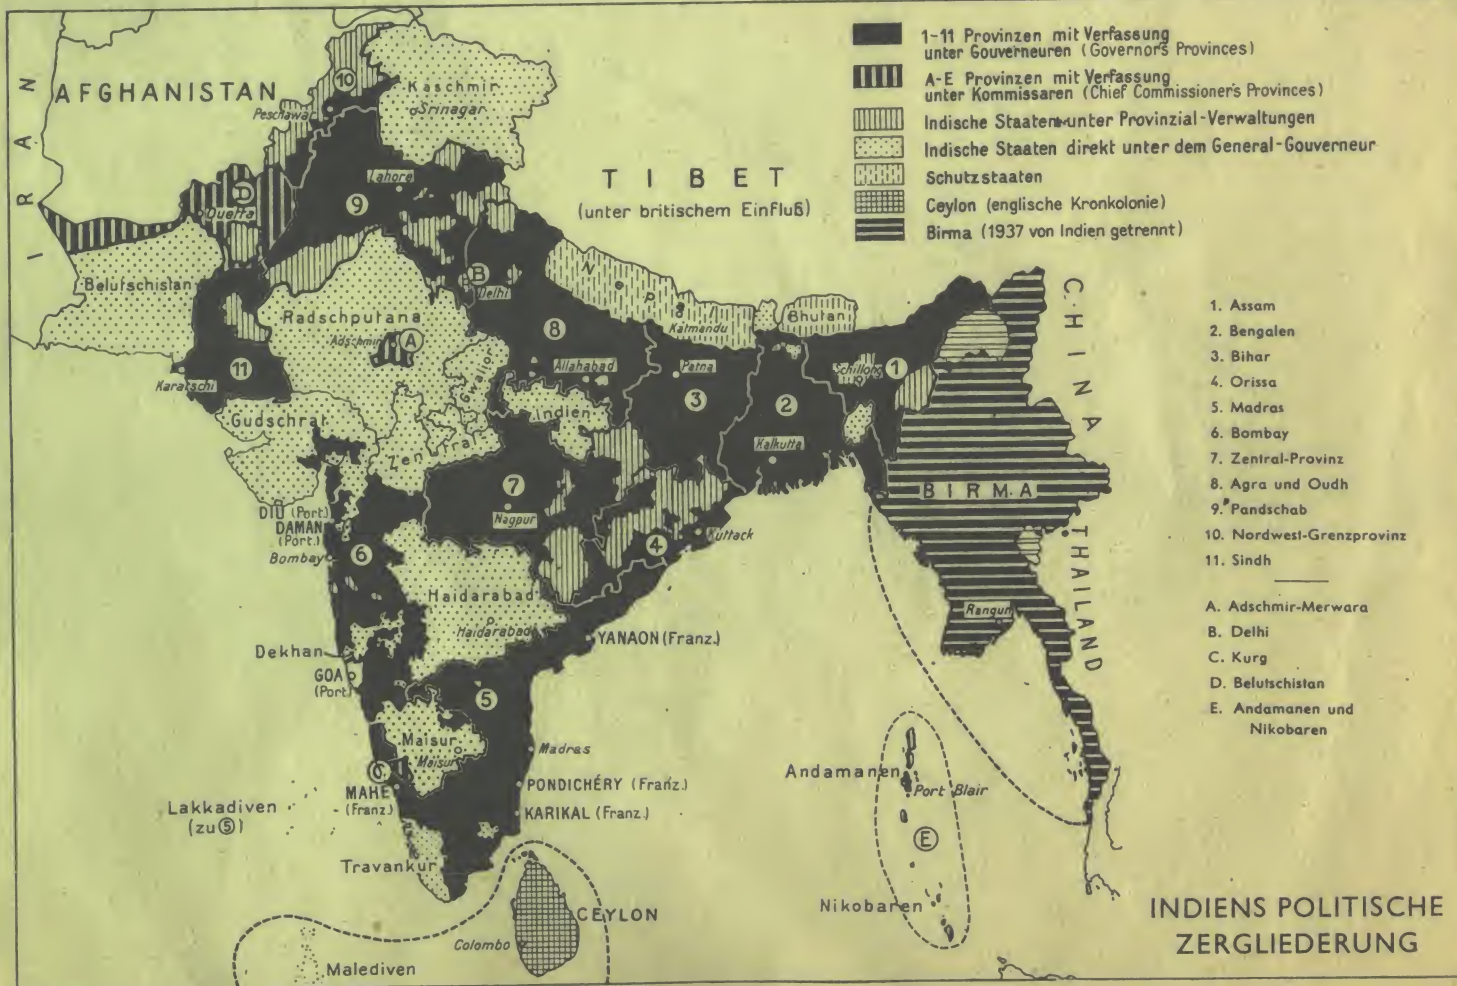 1-11 Provinzen mit Verfassung
unter Gouverneuren (Governor's Provinces)
A-E Provinzen mit Verfassung
unter Kommissaren (Chief Commissioner's Provinces)
Indische Staaten unter Provinzial-Verwaltungen
Indische Staaten direkt unter dem General-Gouverneur
Schutzstaaten
Ceylon (englische Kronkolonie)
Birma (1937 von Indien getrennt)
IRAN
AFGHANISTAN
10
Peschawar
Kaschmir
Srinagar
TIBET
(unter britischem Einfluß)
D
Quetta
Lahore
9
Belutschistan
B
Delhi
Nepal
Katmandu
Bhutan
CHINA
Radschputana
Adschmir
A
8
Allahabad
Patna
Schillong
1
Karatschi
11
Gwalior
3
2
Gudschrat
Zentral
Indien
Kalkutta
7
Nagpur
BIRMA
DIÛ (Port.)
DAMAN
(Port.)
Bombay
6
4
Kuttack
THAILAND
Haidarabad
Haidarabad
Rangun
YANAON (Franz.)
Dekhan
GOA
(Port.)
5
Maisur
Maisur
Madras
C
MAHE
(Franz.)
PONDICHÉRY (Franz.)
KARIKAL (Franz.)
Lakkadiven
(zu 5)
Travankur
Andamanen
Port Blair
E
Nikobaren
CEYLON
Colombo
Malediven
1. Assam
2. Bengalen
3. Bihar
4. Orissa
5. Madras
6. Bombay
7. Zentral-Provinz
8. Agra und Oudh
9. Pandschab
10. Nordwest-Grenzprovinz
11. Sindh
A. Adschmir-Merwara
B. Delhi
C. Kurg
D. Belutschistan
E. Andamanen und
Nikobaren
INDIENS POLITISCHE
ZERGLIEDERUNG